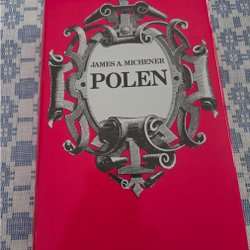 JAMES A. MICHENER
POLEN